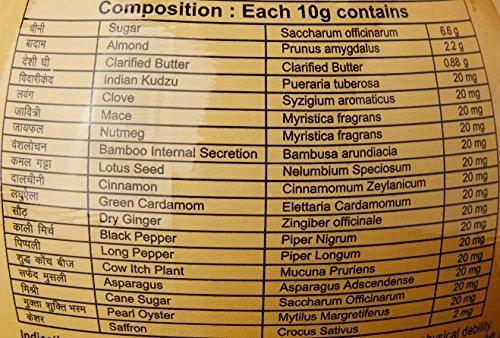 Composition : Each 10g contains
चीनी Sugar Saccharum officinarum 6.6 g
बादाम Almond Prunus amygdalus 2.2 g
देशी घी Clarified Butter Clarified Butter 0.88 g
विदारीकंद Indian Kudzu Pueraria tuberosa 20 mg
लवंग Clove Syzigium aromaticus 20 mg
जावित्री Mace Myristica fragrans 20 mg
जायफल Nutmeg Myristica fragrans 20 mg
वंशलोचन Bamboo Internal Secretion Bambusa arundiacia 20 mg
कमल गट्टा Lotus Seed Nelumbium Speciosum 20 mg
दालचीनी Cinnamon Cinnamomum Zeylanicum 20 mg
लघुऐला Green Cardamom Elettaria Cardamomum 20 mg
सौंठ Dry Ginger Zingiber officinale 20 mg
काली मिर्च Black Pepper Piper Nigrum 20 mg
पिप्पली Long Pepper Piper Longum 20 mg
शुद्ध कौंच बीज Cow Itch Plant Mucuna Pruriens 20 mg
सफेद मुसली Asparagus Asparagus Adscendense 20 mg
मिश्री Cane Sugar Saccharum Officinarum 20 mg
मुक्ता शुक्ति भस्म Pearl Oyster Mytilus Margretiferus 20 mg
केशर Saffron Crocus Sativus 2 mg
physical debility,